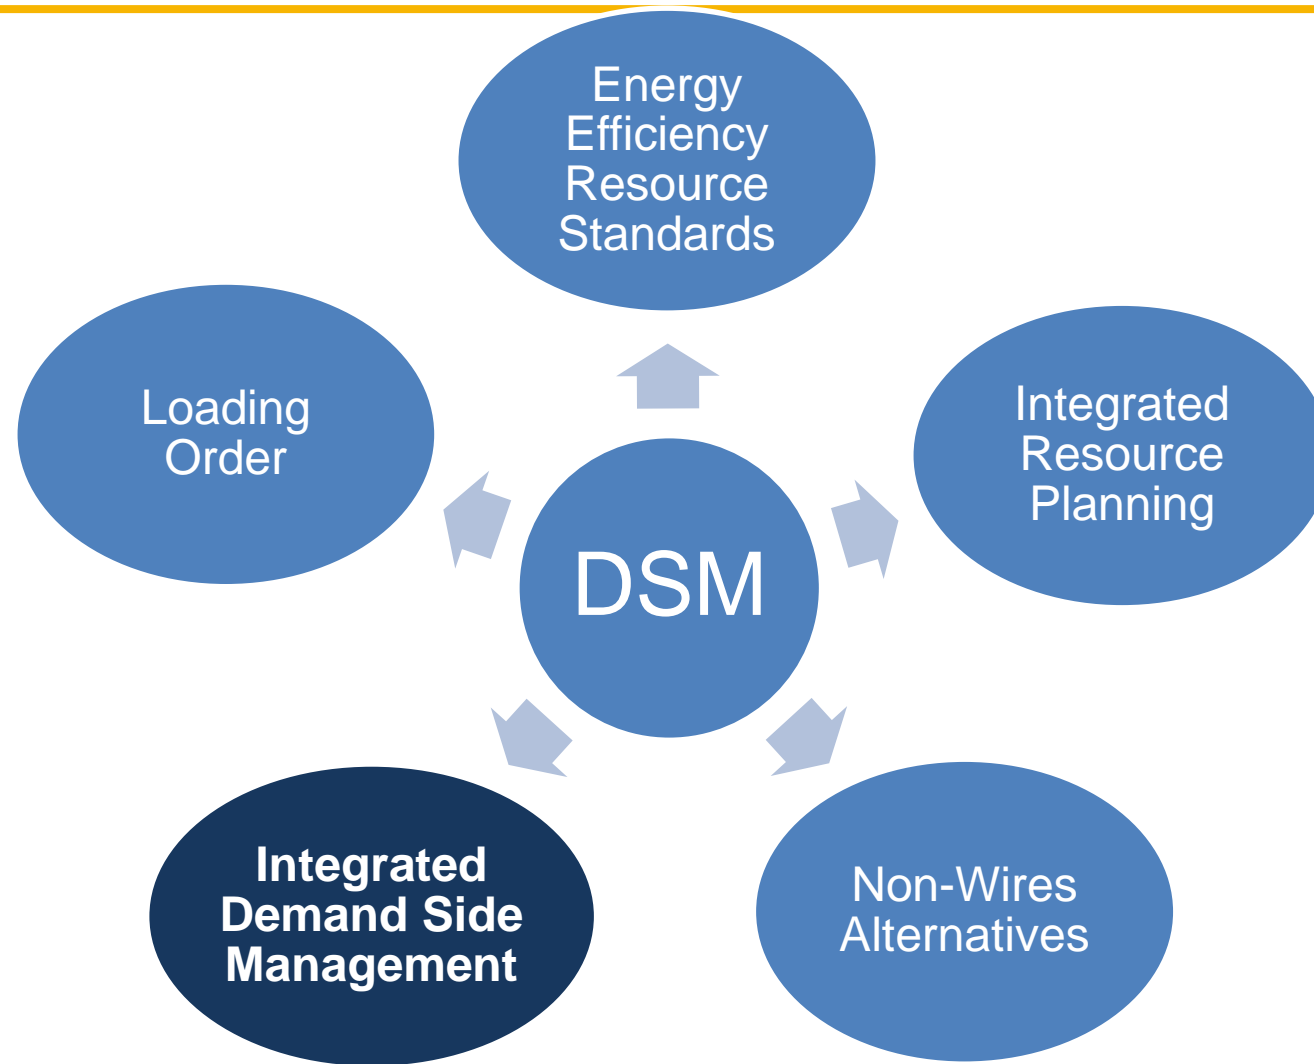 Energy
Efficiency
Resource
Standards
Loading
Order
Integrated
Resource
Planning
DSM
Integrated
Demand Side
Management
Non-Wires
Alternatives